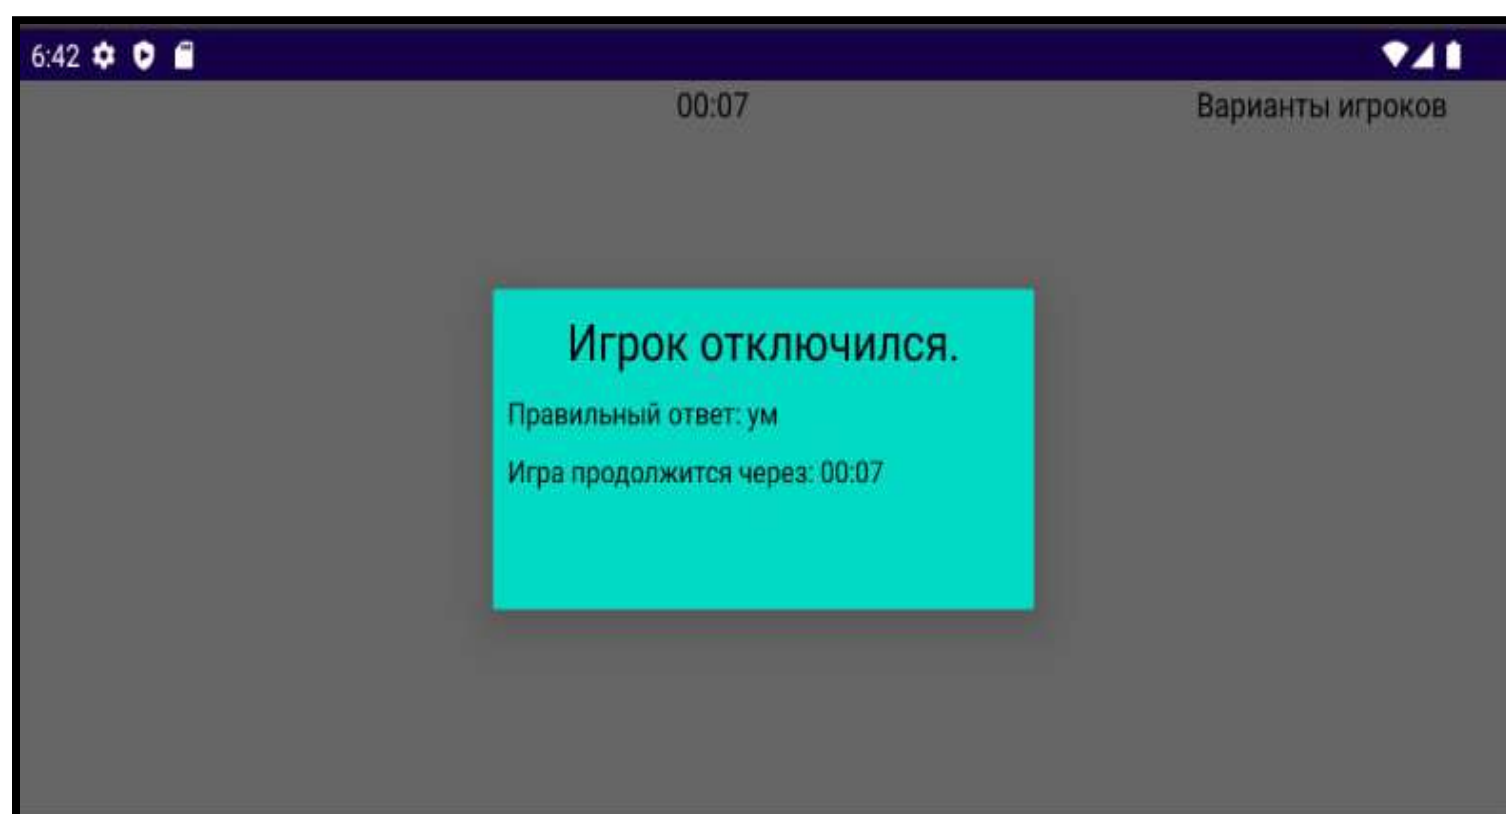 6:42
00:07
Варианты игроков
Игрок отключился.
Правильный ответ: ум
Игра продолжится через: 00:07